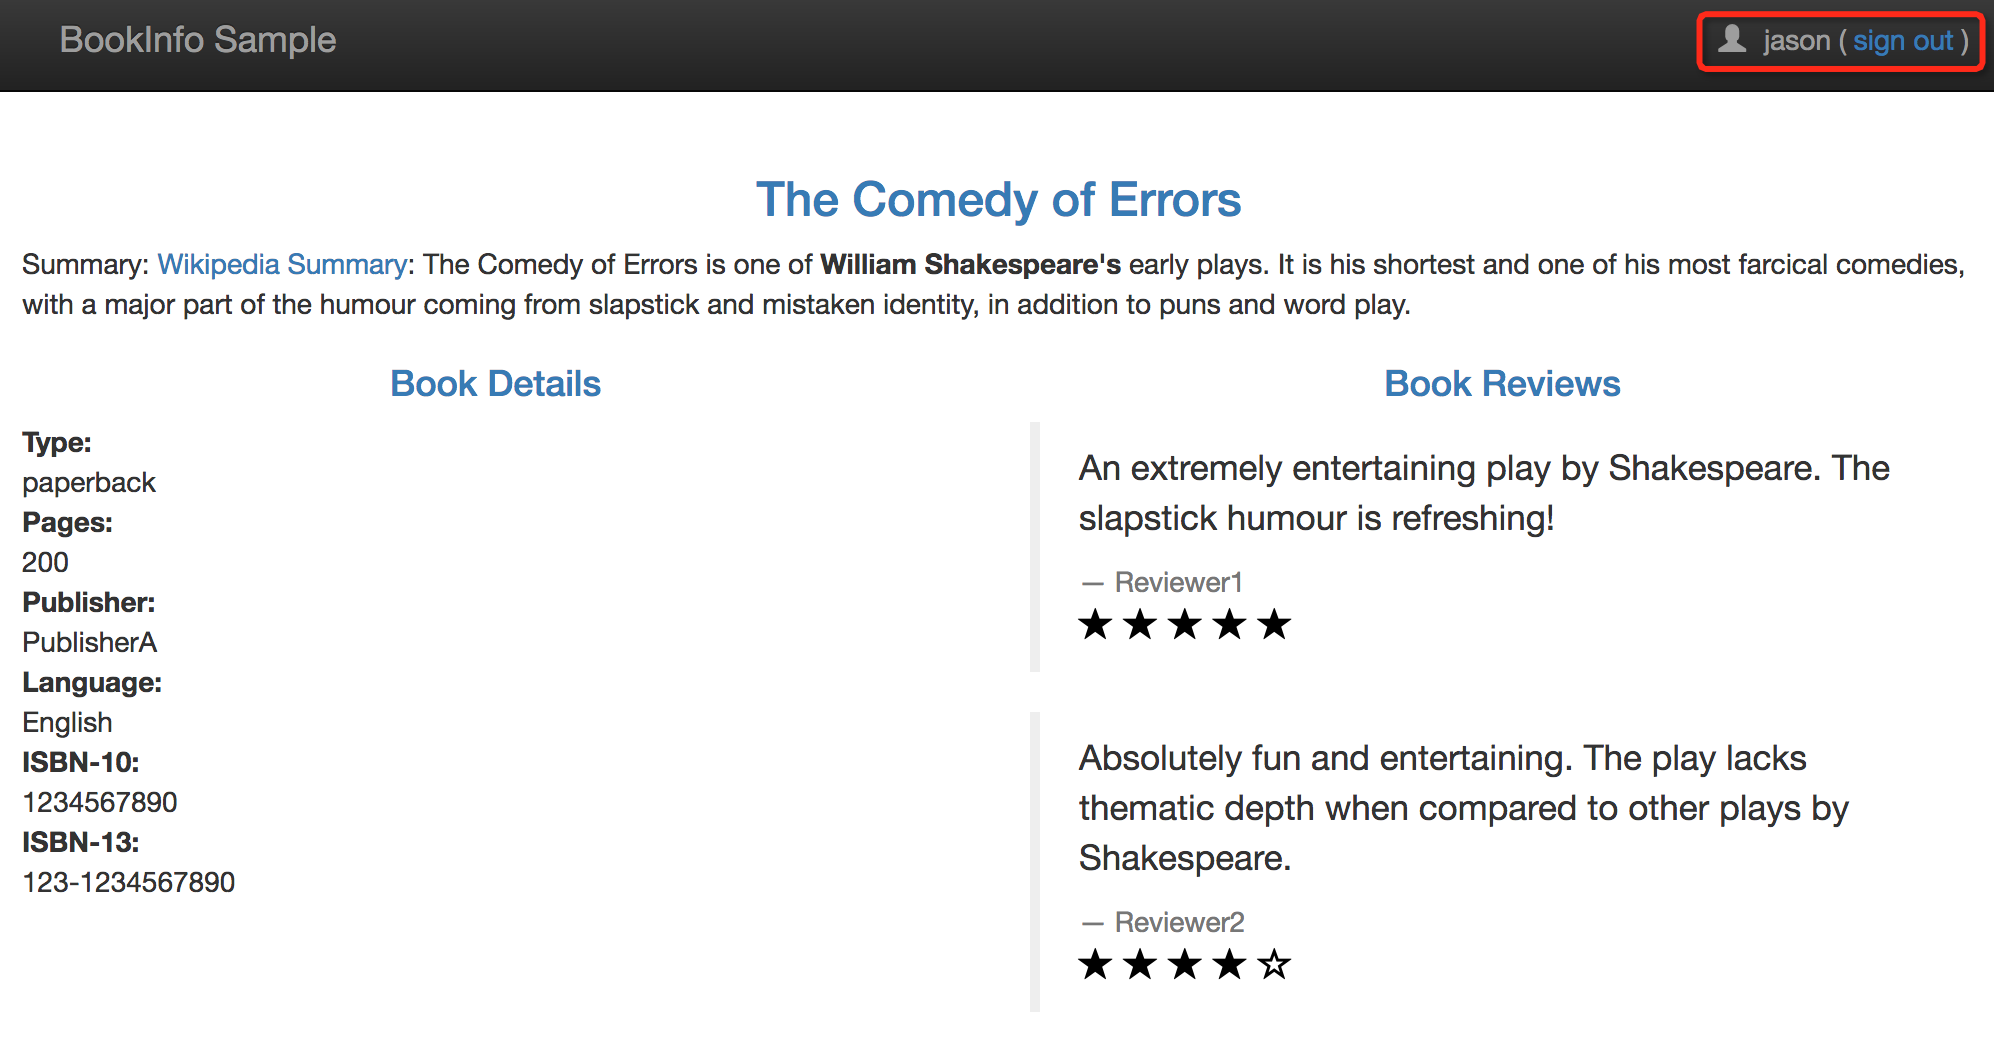 BookInfo Sample
jason ( sign out )
The Comedy of Errors
Summary: Wikipedia Summary: The Comedy of Errors is one of William Shakespeare's early plays. It is his shortest and one of his most farcical comedies,
with a major part of the humour coming from slapstick and mistaken identity, in addition to puns and word play.
Book Details
Type:
paperback
Pages:
200
Publisher:
PublisherA
Language:
English
ISBN-10:
1234567890
ISBN-13:
123-1234567890
Book Reviews
An extremely entertaining play by Shakespeare. The
slapstick humour is refreshing!
— Reviewer1
★ ★ ★ ★ ★
Absolutely fun and entertaining. The play lacks
thematic depth when compared to other plays by
Shakespeare.
— Reviewer2
★ ★ ★ ★ ☆